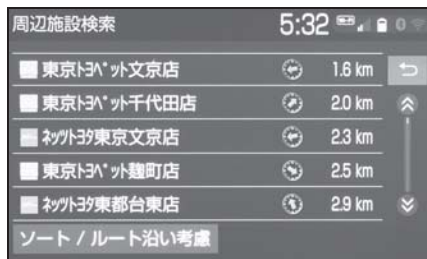 周辺施設検索 5:32 0
東京トヨペット文京店 1.6 km
東京トヨペット千代田店 2.0 km
ネッツトヨタ東京文京店 2.3 km
東京トヨペット麹町店 2.5 km
ネッツトヨタ東都台東店 2.9 km
ソート / ルート沿い考慮